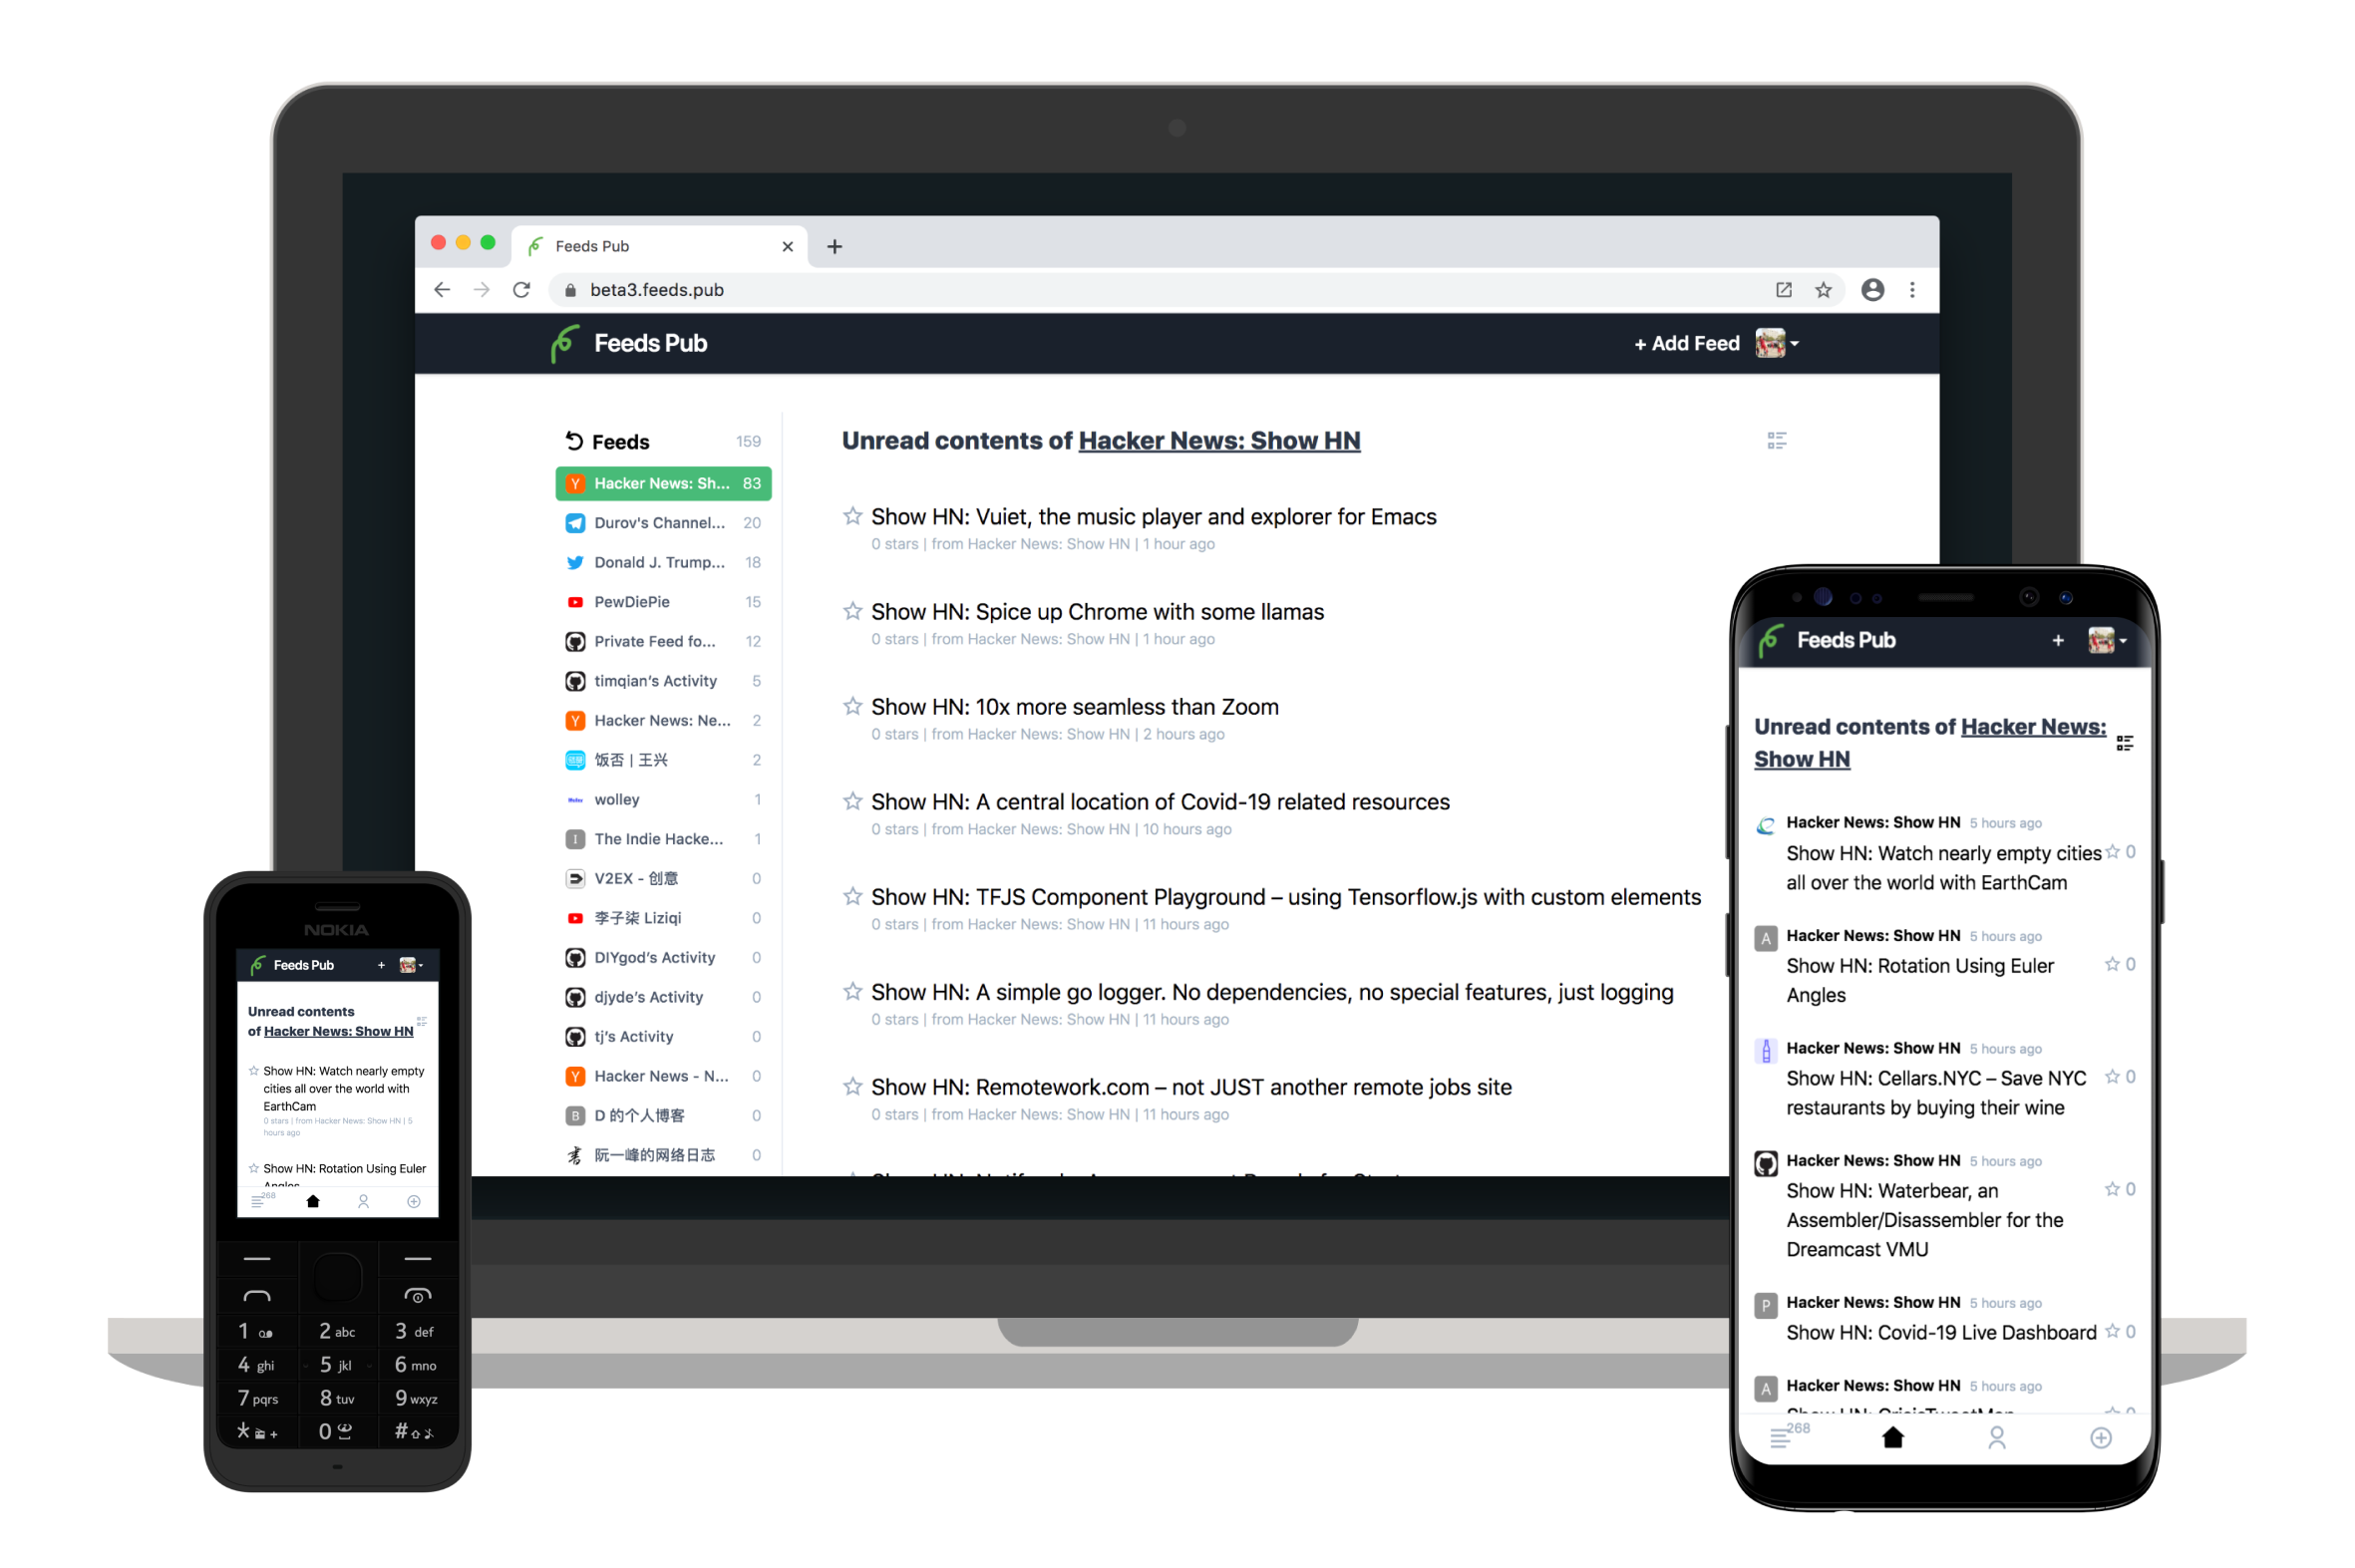 Feeds Pub
beta3.feeds.pub
Feeds Pub
+ Add Feed
Feeds 159
Hacker News: Sh... 83
Durov's Channel... 20
Donald J. Trump... 18
PewDiePie 15
Private Feed fo... 12
timqian's Activity 5
Hacker News: Ne... 2
饭否 | 王兴 2
wolley 1
I The Indie Hacke... 1
V2EX - 创意 0
李子柒 Liziqi 0
DIYgod's Activity 0
djyde's Activity 0
tj's Activity 0
Hacker News - N... 0
B D 的个人博客 0
阮一峰的网络日志 0
Unread contents of Hacker News: Show HN
Show HN: Vuiet, the music player and explorer for Emacs
0 stars | from Hacker News: Show HN | 1 hour ago
Show HN: Spice up Chrome with some llamas
0 stars | from Hacker News: Show HN | 1 hour ago
Show HN: 10x more seamless than Zoom
0 stars | from Hacker News: Show HN | 2 hours ago
Show HN: A central location of Covid-19 related resources
0 stars | from Hacker News: Show HN | 10 hours ago
Show HN: TFJS Component Playground – using Tensorflow.js with custom elements
0 stars | from Hacker News: Show HN | 11 hours ago
Show HN: A simple go logger. No dependencies, no special features, just logging
0 stars | from Hacker News: Show HN | 11 hours ago
Show HN: Remotework.com – not JUST another remote jobs site
0 stars | from Hacker News: Show HN | 11 hours ago
NOKIA
Feeds Pub +
Unread contents
of Hacker News: Show HN
Show HN: Watch nearly empty
cities all over the world with
EarthCam
0 stars | from Hacker News: Show HN | 5
hours ago
Show HN: Rotation Using Euler
Angles
268
1
2 abc
3 def
4 ghi
5 jkl
6 mno
7 pqrs
8 tuv
9 wxyz
* +
0
#
Feeds Pub +
Unread contents of Hacker News:
Show HN
Hacker News: Show HN 5 hours ago
Show HN: Watch nearly empty cities 0
all over the world with EarthCam
A Hacker News: Show HN 5 hours ago
Show HN: Rotation Using Euler 0
Angles
Hacker News: Show HN 5 hours ago
Show HN: Cellars.NYC – Save NYC 0
restaurants by buying their wine
Hacker News: Show HN 5 hours ago
Show HN: Waterbear, an 0
Assembler/Disassembler for the
Dreamcast VMU
P Hacker News: Show HN 5 hours ago
Show HN: Covid-19 Live Dashboard 0
A Hacker News: Show HN 5 hours ago
268